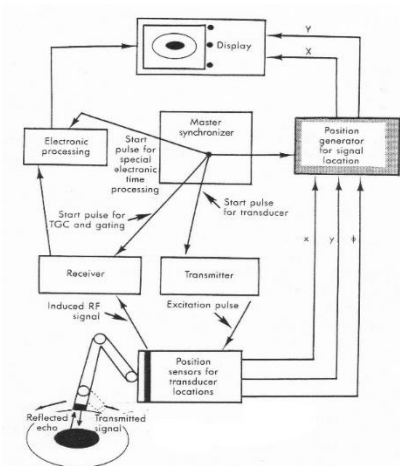 Y
Display
X
Master
synchronizer
Electronic
processing
Start
pulse for
special
electronic
time
processing
Position
generator
for signal
location
Start pulse for
TGC and gating
Start pulse
for transducer
x
y
ϕ
Receiver
Transmitter
Induced RF
signal
Excitation pulse
Position
sensors for
transducer
locations
Reflected
echo
Transmitted
signal